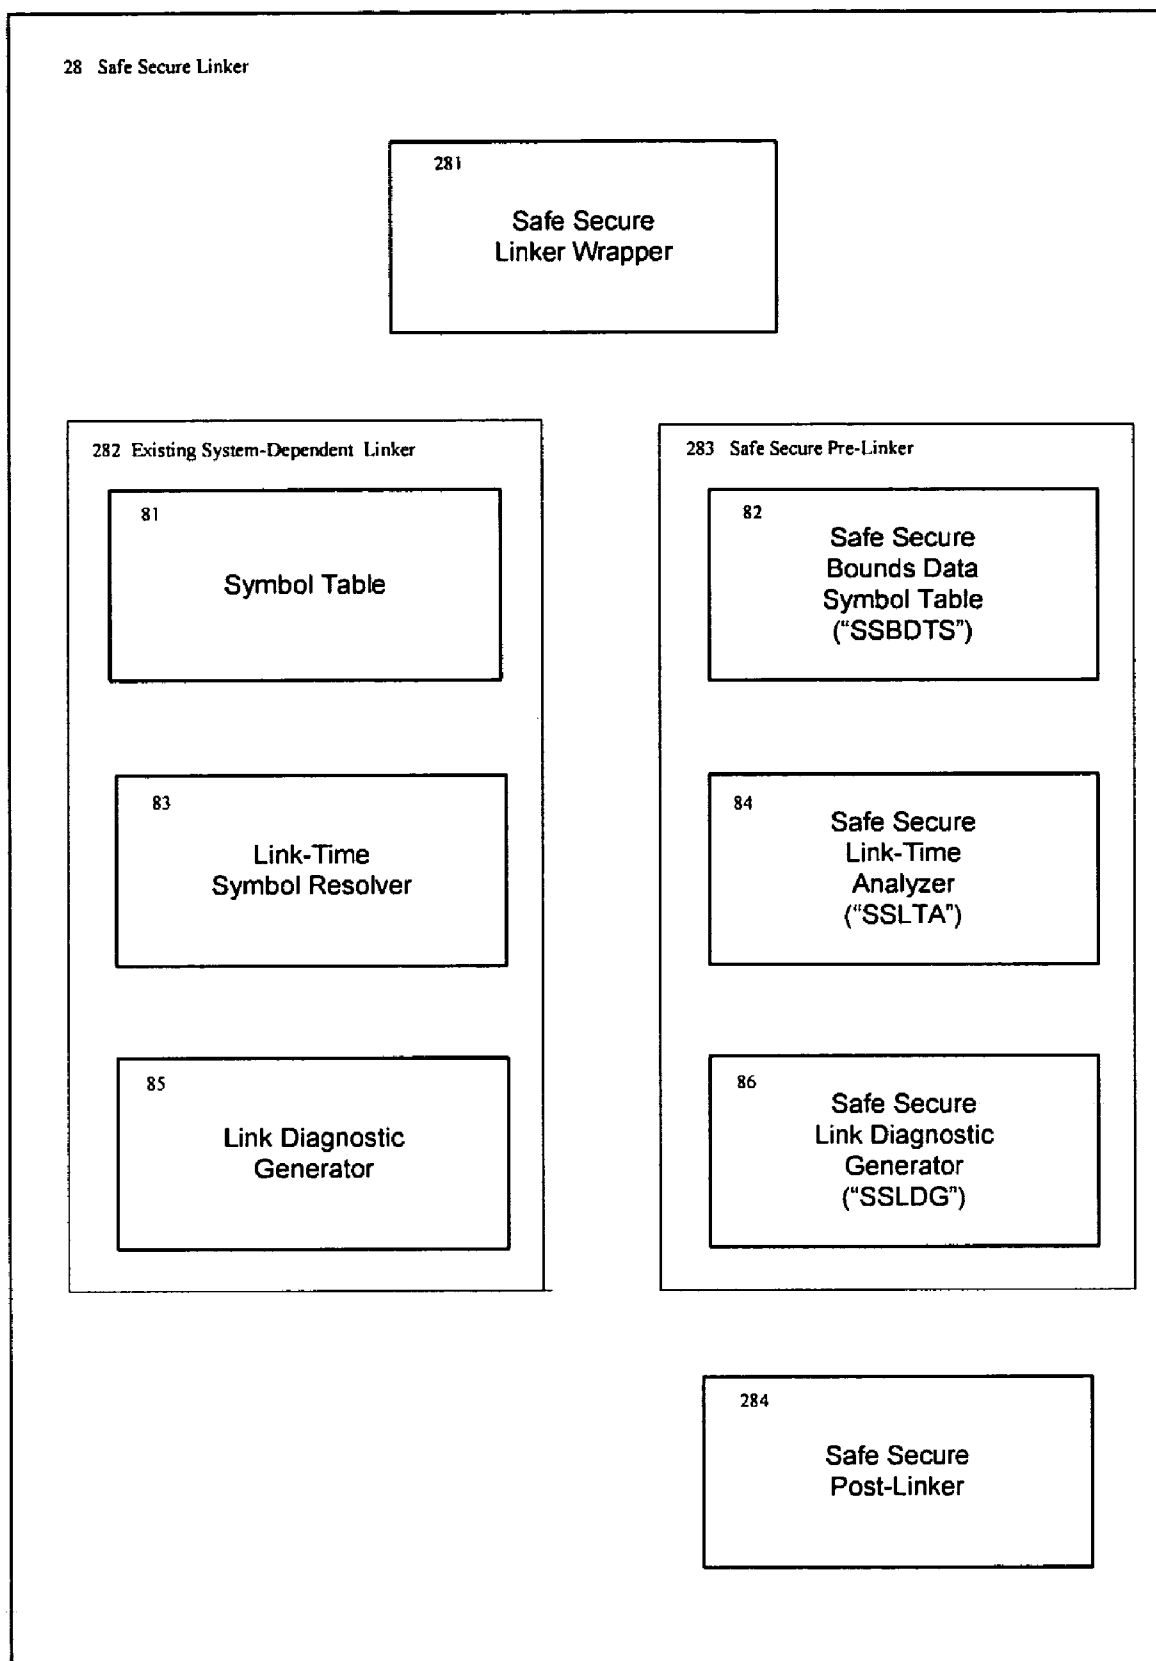 28 Safe Secure Linker
281
Safe Secure
Linker Wrapper
282 Existing System-Dependent Linker
81
Symbol Table
83
Link-Time
Symbol Resolver
85
Link Diagnostic
Generator
283 Safe Secure Pre-Linker
82
Safe Secure
Bounds Data
Symbol Table
("SSBDTS")
84
Safe Secure
Link-Time
Analyzer
("SSLTA")
86
Safe Secure
Link Diagnostic
Generator
("SSLDG")
284
Safe Secure
Post-Linker